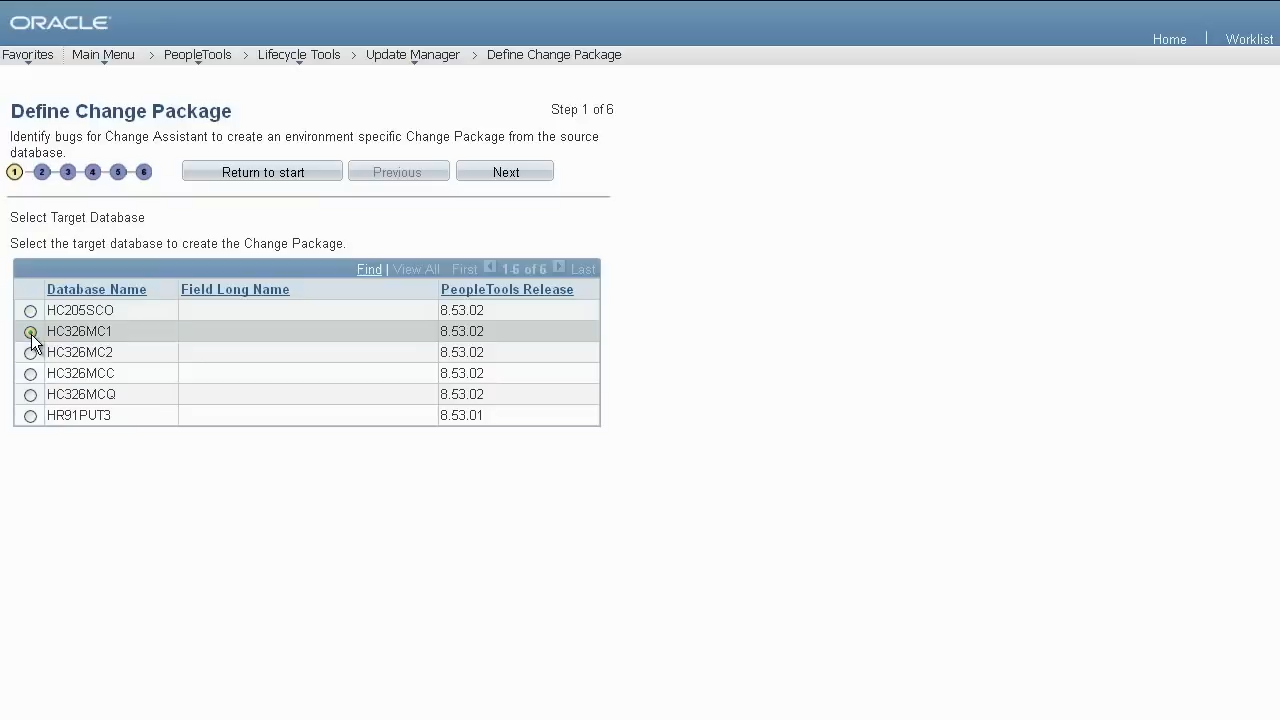 ORACLE
Home | Worklist
Favorites Main Menu > PeopleTools > Lifecycle Tools > Update Manager > Define Change Package
Define Change Package Step 1 of 6
Identify bugs for Change Assistant to create an environment specific Change Package from the source
database.
1 2 3 4 5 6 Return to start Previous Next
Select Target Database
Select the target database to create the Change Package.
Find | View All First 1-6 of 6 Last
Database Name Field Long Name PeopleTools Release
HC205SCO 8.53.02
HC326MC1 8.53.02
HC326MC2 8.53.02
HC326MCC 8.53.02
HC326MCQ 8.53.02
HR91PUT3 8.53.01